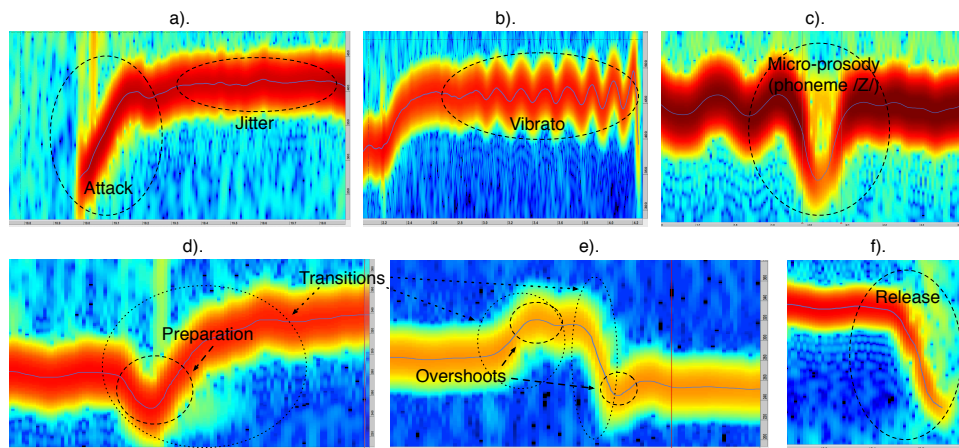 a).
b).
c).
Attack
Jitter
Vibrato
Micro-prosody
(phoneme /Z/)
d).
e).
f).
Transitions
Preparation
Overshoots
Release